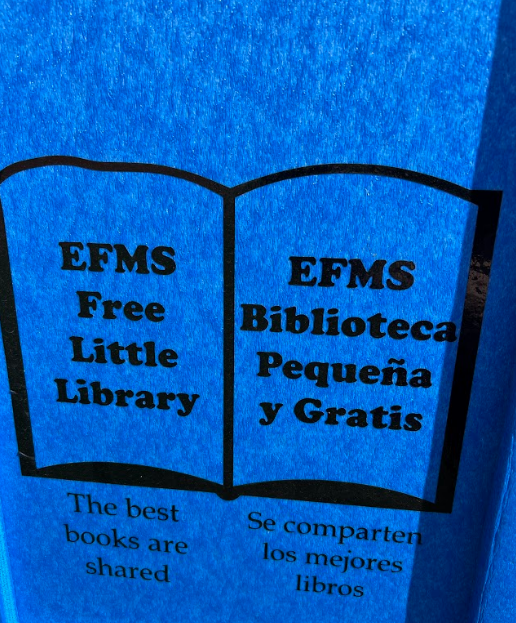 EFMS
Free
Little
Library
EFMS
Biblioteca
Pequeña
y Gratis
The best
books are
shared
Se comparten
los mejores
libros